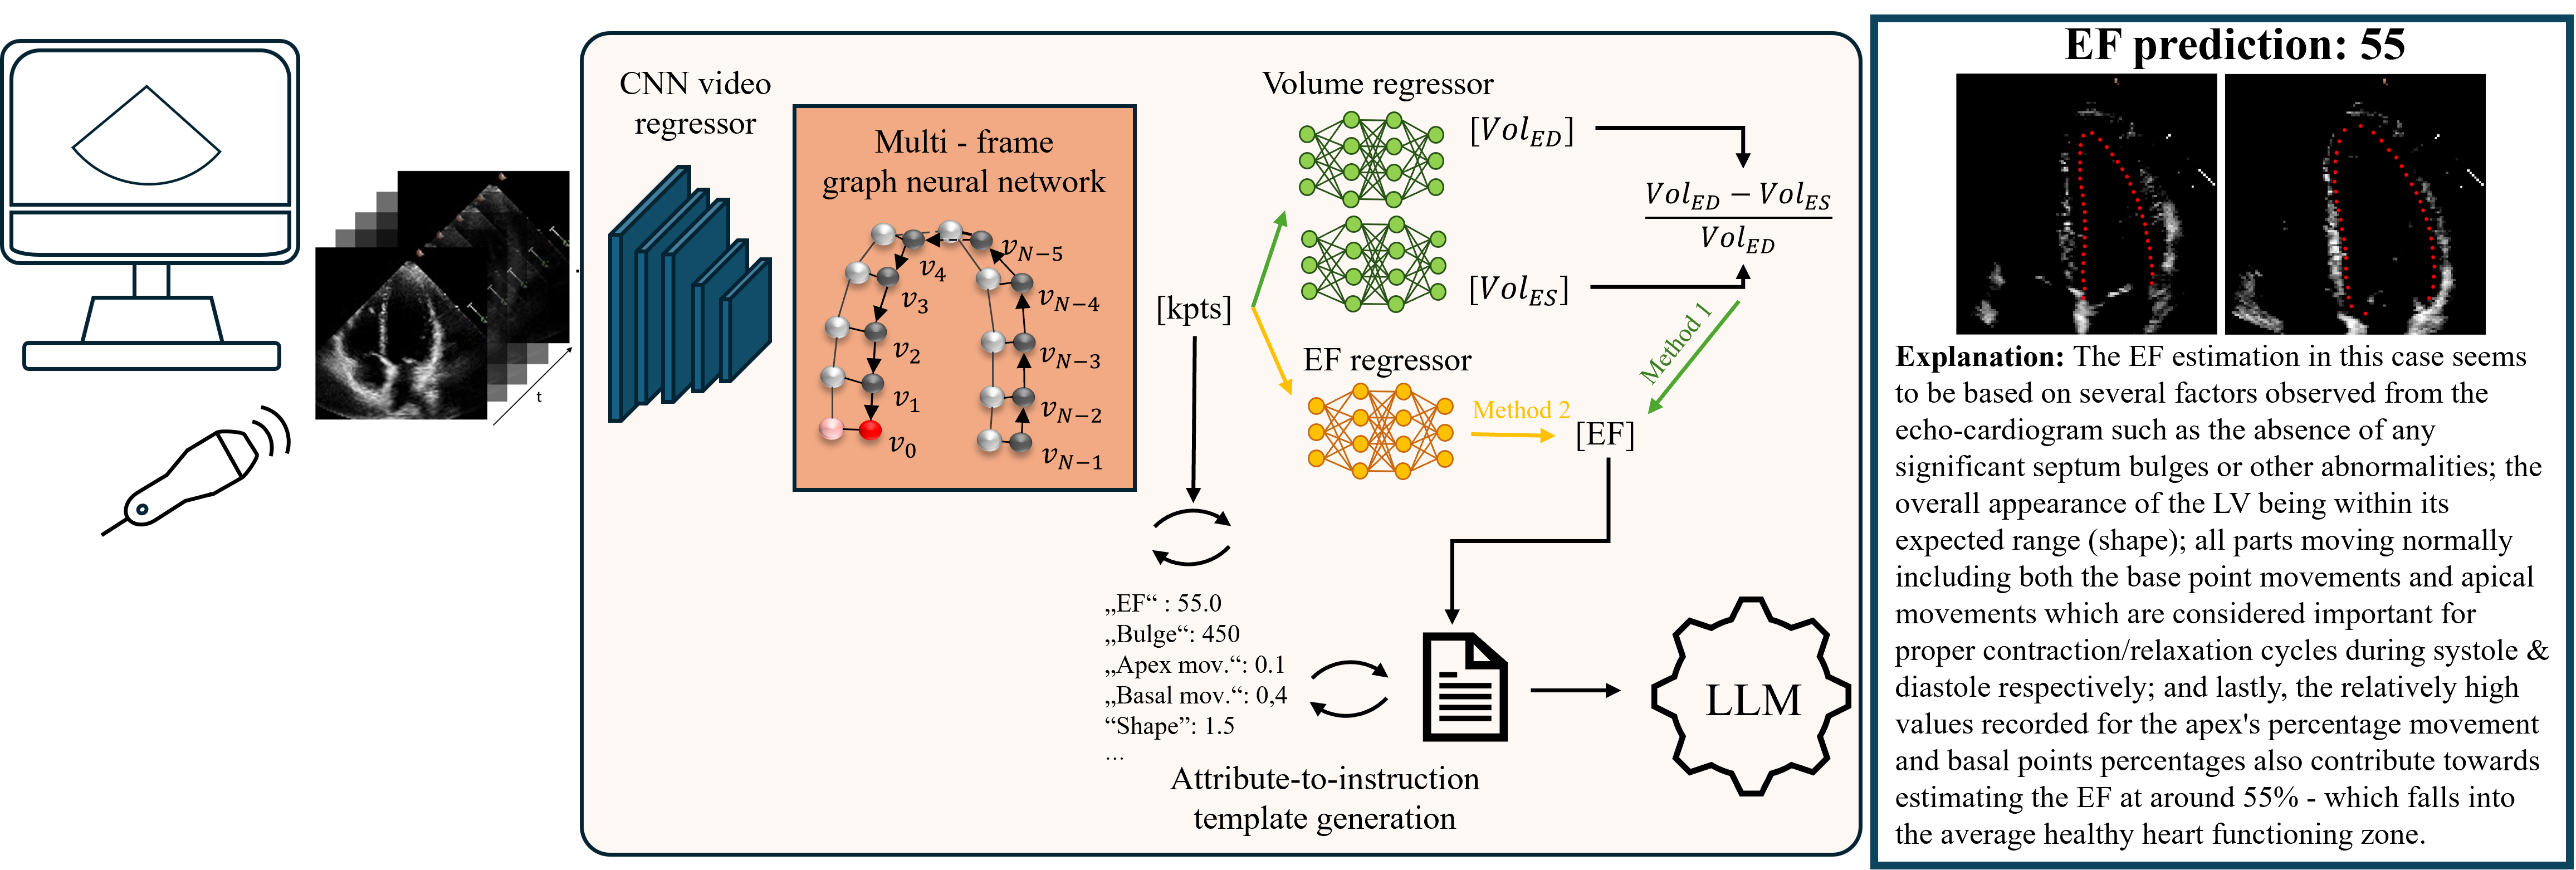 t
CNN video
regressor
Multi - frame
graph neural network
v_4
v_3
v_2
v_1
v_0
v_{N-5}
v_{N-4}
v_{N-3}
v_{N-2}
v_{N-1}
[kpts]
Volume regressor
[Vol_{ED}]
[Vol_{ES}]
Vol_{ED} − Vol_{ES}
Vol_{ED}
Method 1
EF regressor
Method 2
[EF]
„EF“ : 55.0
„Bulge“: 450
„Apex mov.“: 0.1
„Basal mov.“: 0,4
“Shape”: 1.5
...
Attribute-to-instruction
template generation
LLM
EF prediction: 55
Explanation: The EF estimation in this case seems
to be based on several factors observed from the
echo-cardiogram such as the absence of any
significant septum bulges or other abnormalities; the
overall appearance of the LV being within its
expected range (shape); all parts moving normally
including both the base point movements and apical
movements which are considered important for
proper contraction/relaxation cycles during systole &
diastole respectively; and lastly, the relatively high
values recorded for the apex's percentage movement
and basal points percentages also contribute towards
estimating the EF at around 55% - which falls into
the average healthy heart functioning zone.